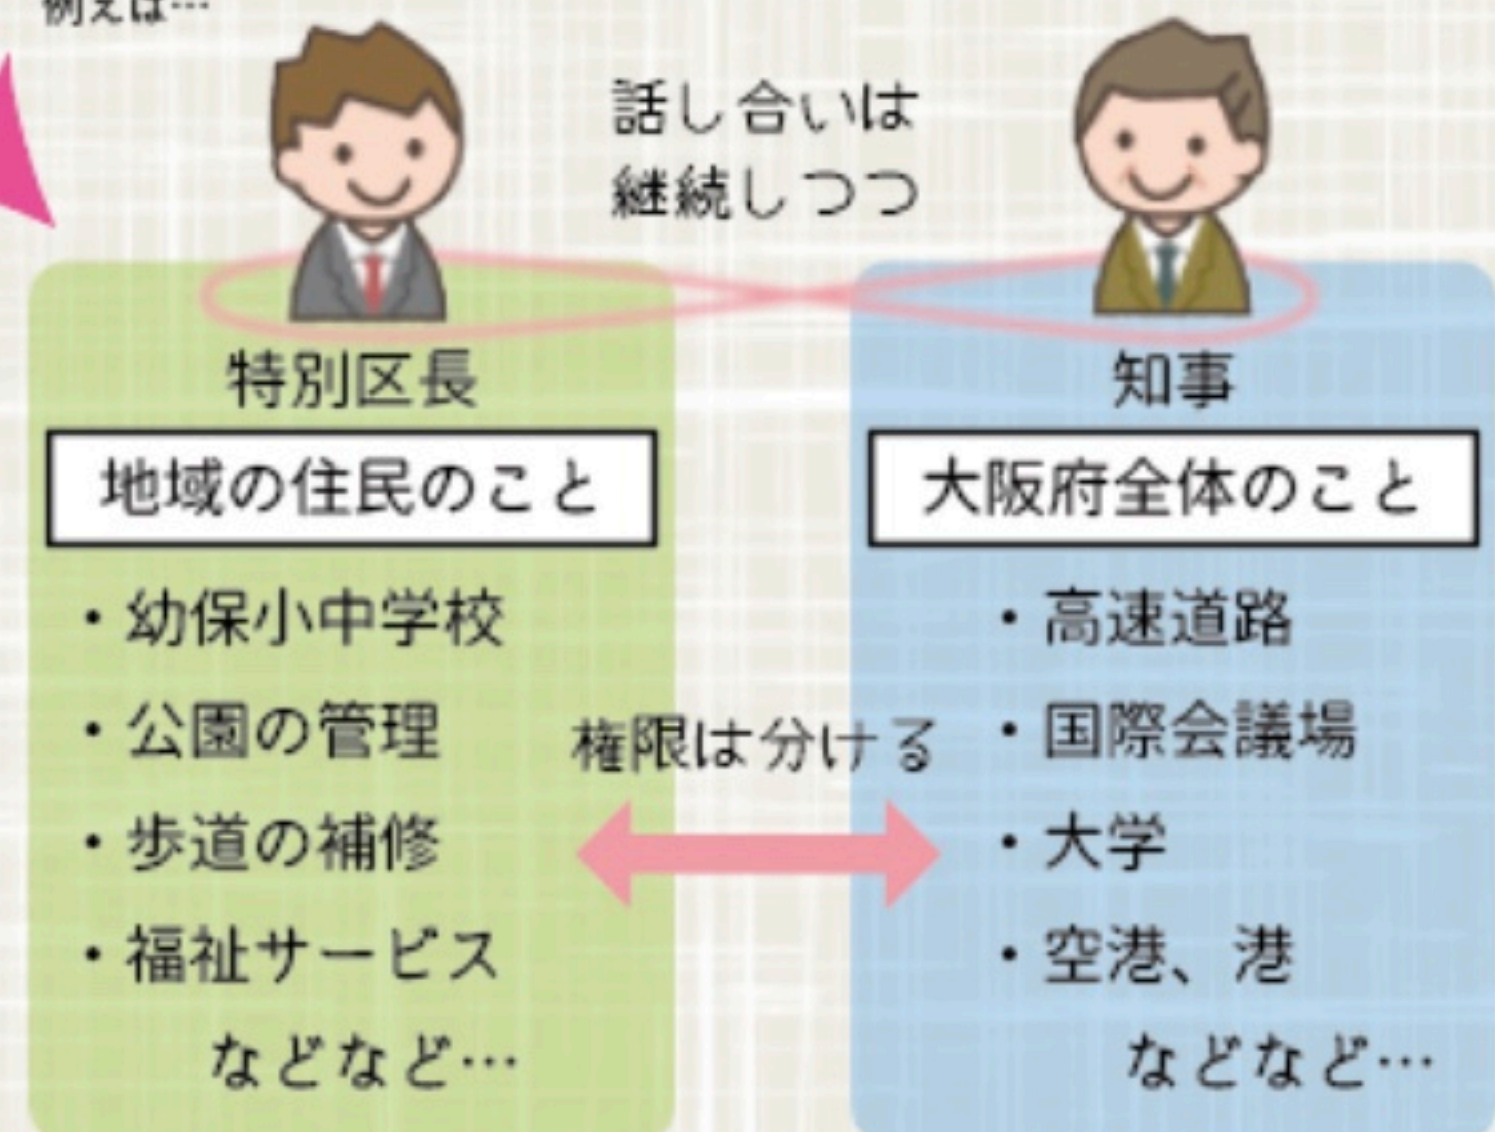 例えば…
話し合いは
継続しつつ
特別区長
地域の住民のこと
・幼保小中学校
・公園の管理
・歩道の補修
・福祉サービス
などなど…
権限は分ける
知事
大阪府全体のこと
・高速道路
・国際会議場
・大学
・空港、港
などなど…